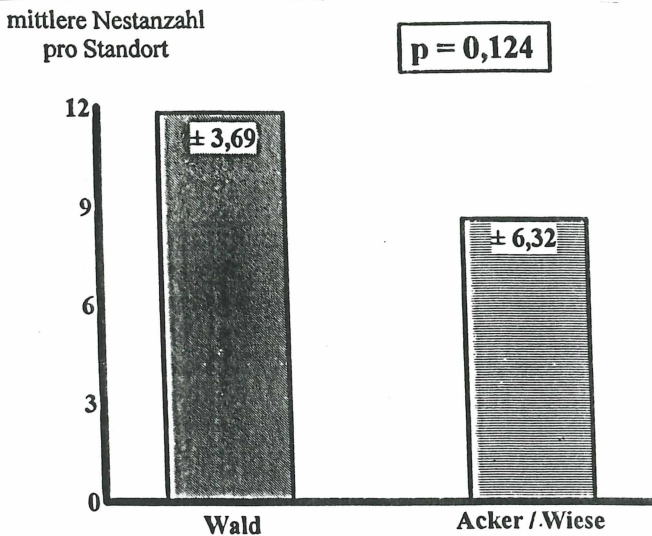 mittlere Nestanzahl
pro Standort
p = 0,124
12
9
6
3
0
± 3,69
± 6,32
Wald
Acker / Wiese